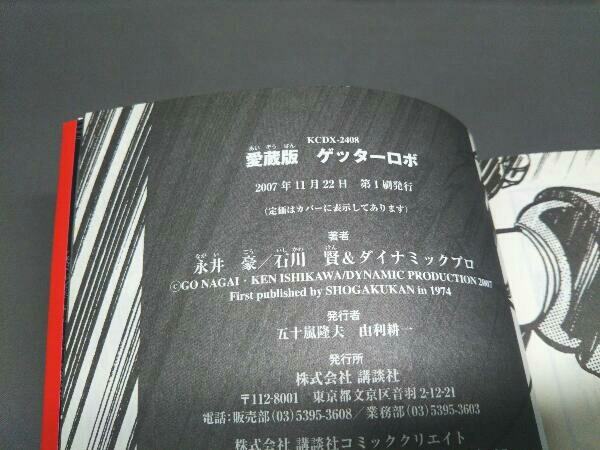 KCDX-2408
あい ぞう ばん
愛蔵版 ゲッターロボ
2007年11月22日 第1刷発行
(定価はカバーに表示してあります)
著者
なが い ごう いし かわ けん
永井 豪/石川 賢&ダイナミックプロ
©GO NAGAI・KEN ISHIKAWA/DYNAMIC PRODUCTION 2007
First published by SHOGAKUKAN in 1974
発行者
五十嵐隆夫 由利耕一
発行所
株式会社 講談社
〒112-8001 東京都文京区音羽2-12-21
電話:販売部(03)5395-3608/業務部(03)5395-3603
株式会社 講談社コミッククリエイト